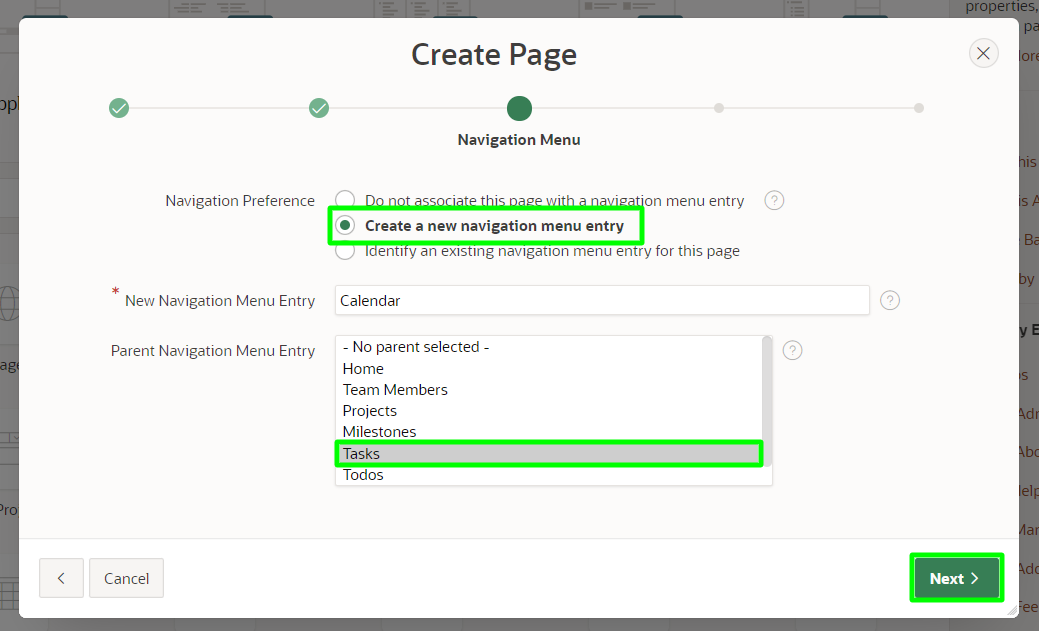 properties,
Create Page
Navigation Menu
Navigation Preference
Do not associate this page with a navigation menu entry
?
Create a new navigation menu entry
Identify an existing navigation menu entry for this page
* New Navigation Menu Entry
Calendar
?
Parent Navigation Menu Entry
- No parent selected -
?
Home
Team Members
Projects
Milestones
Tasks
Todos
Cancel
Next